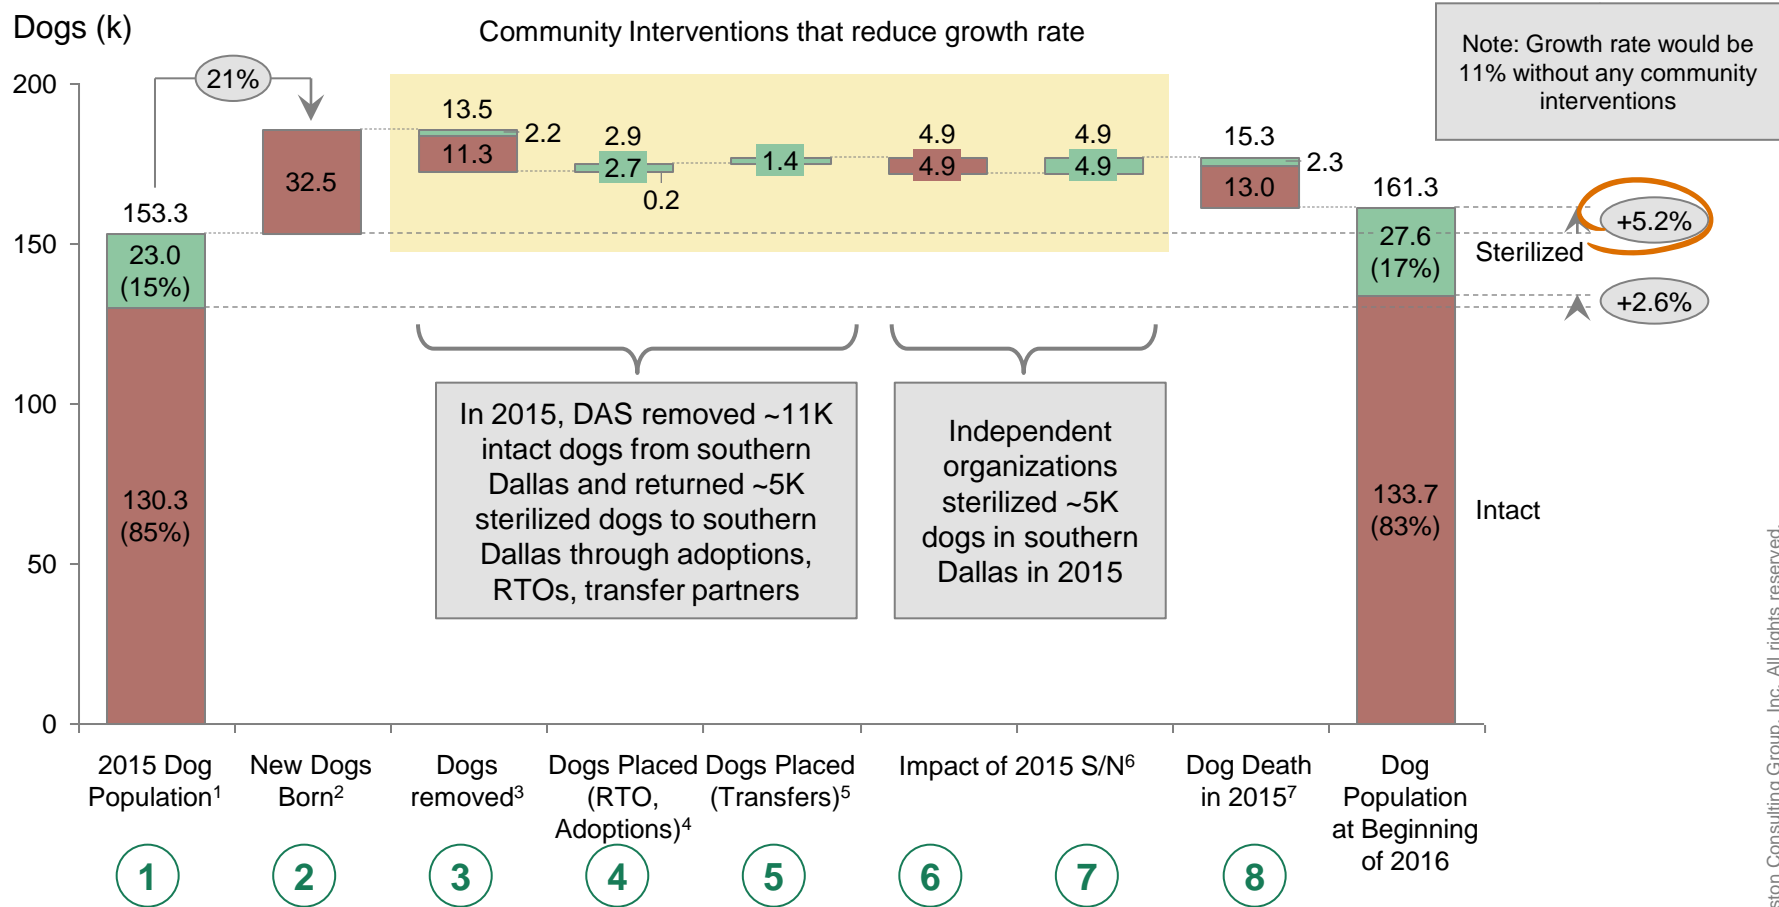 Dogs (k)
Community Interventions that reduce growth rate
Note: Growth rate would be
11% without any community
interventions
200
150
100
50
0
21%
153.3
23.0
(15%)
130.3
(85%)
32.5
13.5
2.2
11.3
2.9
2.7
0.2
1.4
4.9
4.9
4.9
4.9
15.3
2.3
13.0
161.3
27.6
(17%)
133.7
(83%)
+5.2%
Sterilized
+2.6%
Intact
In 2015, DAS removed ~11K
intact dogs from southern
Dallas and returned ~5K
sterilized dogs to southern
Dallas through adoptions,
RTOs, transfer partners
Independent
organizations
sterilized ~5K
dogs in southern
Dallas in 2015
2015 Dog
Population¹
New Dogs
Born²
Dogs
removed³
Dogs Placed
(RTO,
Adoptions)⁴
Dogs Placed
(Transfers)⁵
Impact of 2015 S/N⁶
Dog Death
in 2015⁷
Dog
Population
at Beginning
of 2016
1
2
3
4
5
6
7
8
Consulting Group, Inc. All rights reserved.